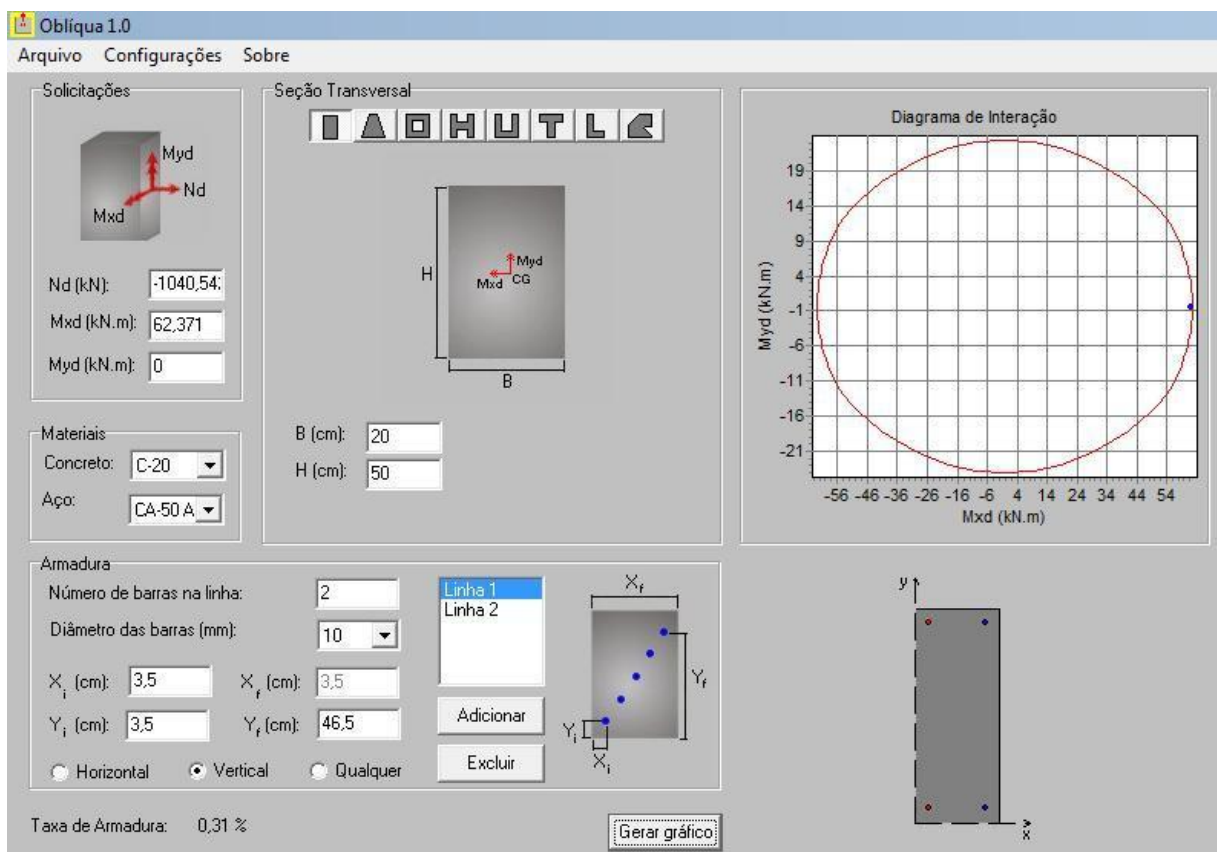 Oblíqua 1.0
Arquivo Configurações Sobre
Solicitações
Myd
Nd
Mxd
Nd (kN): -1040,542
Mxd (kN.m): 62,371
Myd (kN.m): 0
Materiais
Concreto: C-20
Aço: CA-50 A
Seção Transversal
H
Myd
Mxd CG
B
B (cm): 20
H (cm): 50
Diagrama de Interação
Myd (kN.m)
19
14
9
4
-1
-6
-11
-16
-21
-56 -46 -36 -26 -16 -6 4 14 24 34 44 54
Mxd (kN.m)
Armadura
Número de barras na linha: 2
Diâmetro das barras (mm): 10
Xi (cm): 3,5 Xf (cm): 3,5
Yi (cm): 3,5 Yf (cm): 46,5
Horizontal Vertical Qualquer
Linha 1
Linha 2
Adicionar
Excluir
Xf
Yf
Yi
Xi
Taxa de Armadura: 0,31 %
Gerar gráfico
y
x